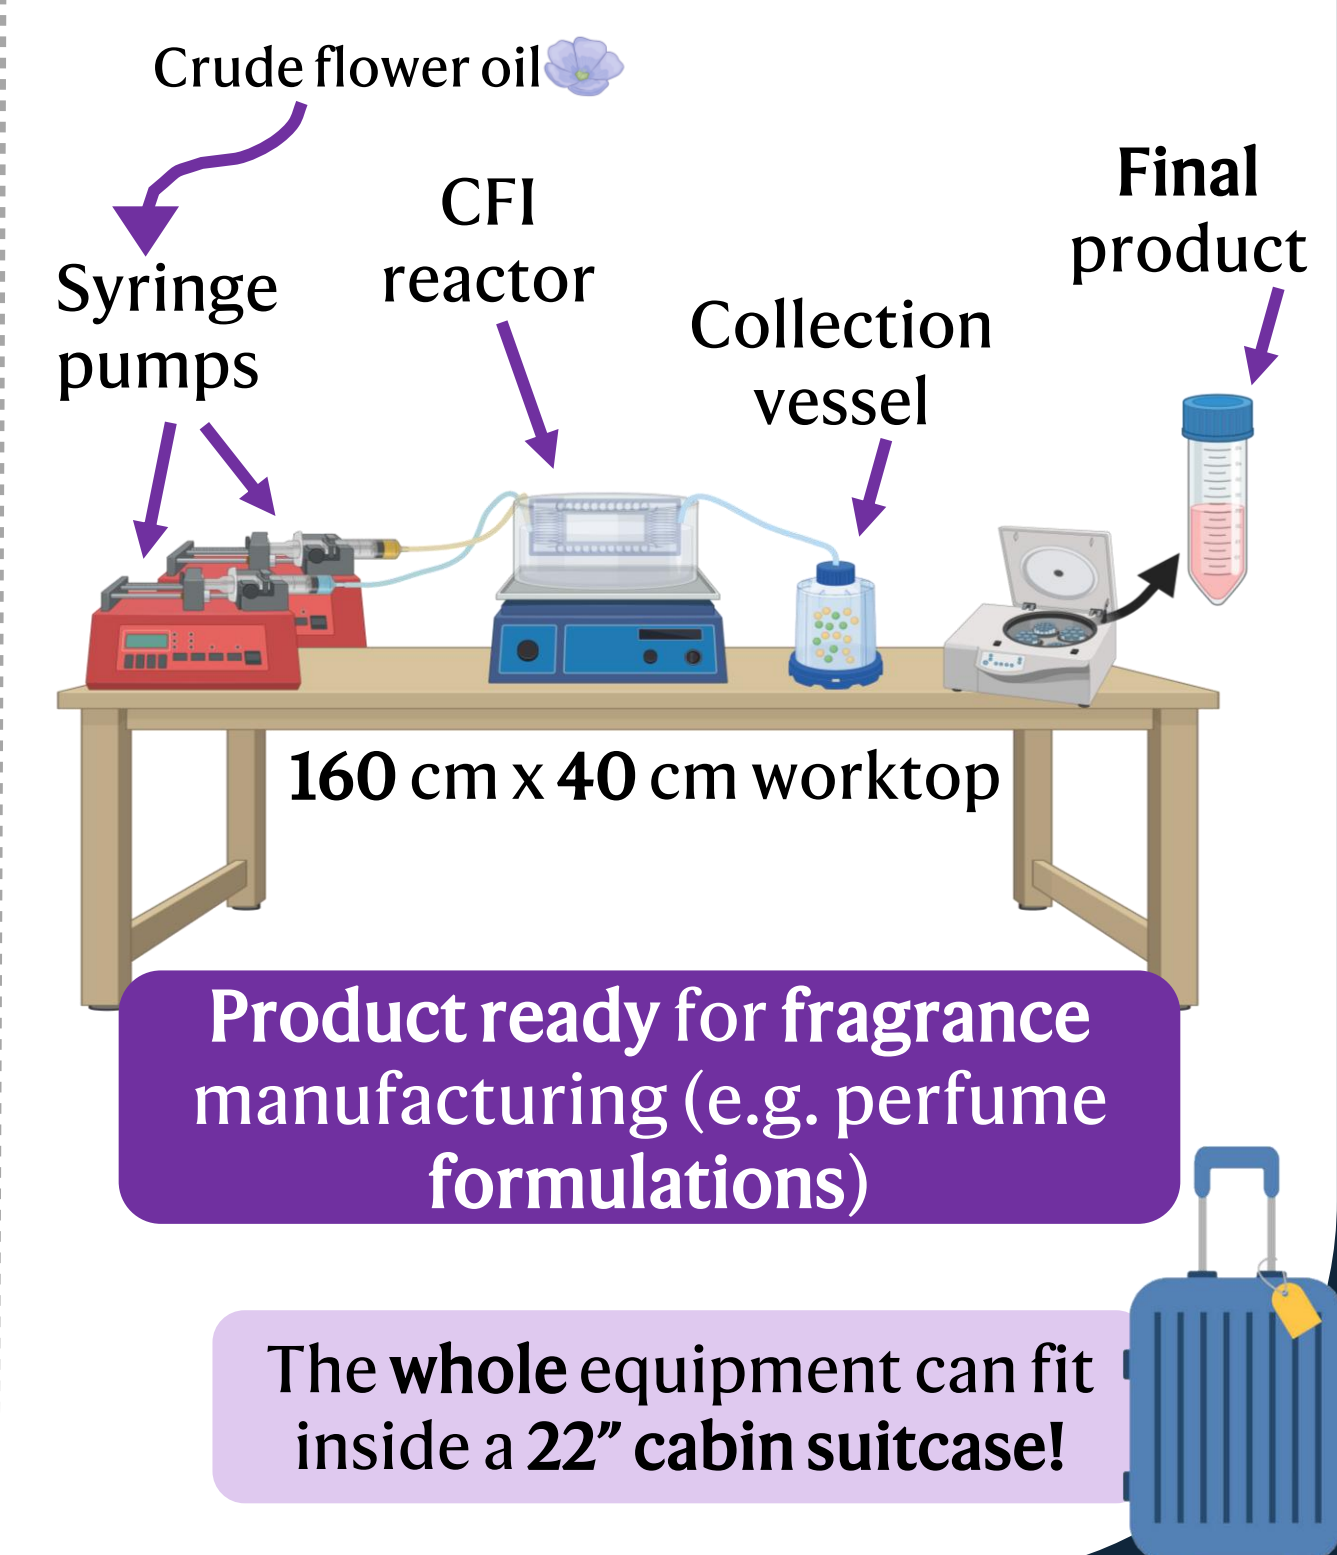 Crude flower oil
CFI
reactor
Final
product
Syringe
pumps
Collection
vessel
160 cm x 40 cm worktop
Product ready for fragrance
manufacturing (e.g. perfume
formulations)
The whole equipment can fit
inside a 22” cabin suitcase!